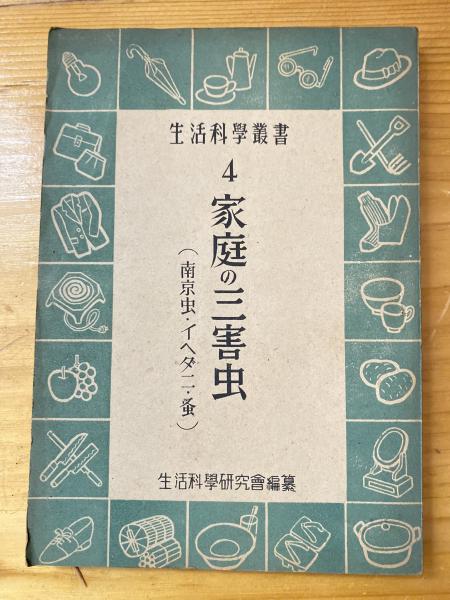 生活科學叢書
4
家庭の三害虫
(南京虫・イヘダニ・蚤)
生活科學研究會編纂